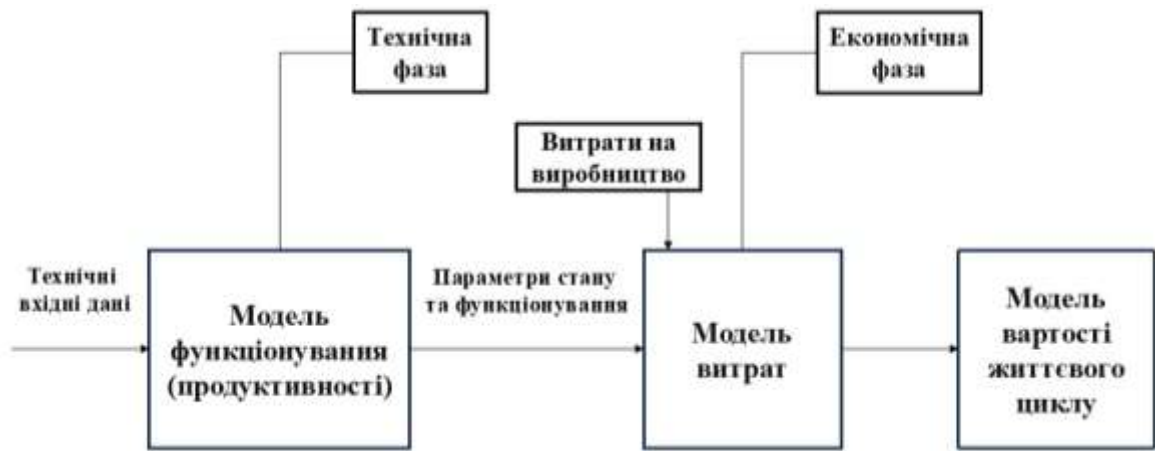 Технічна
фаза
Економічна
фаза
Витрати на
виробництво
Технічні
вхідні дані
Модель
функціонування
(продуктивності)
Параметри стану
та функціонування
Модель
витрат
Модель
вартості
життєвого
циклу